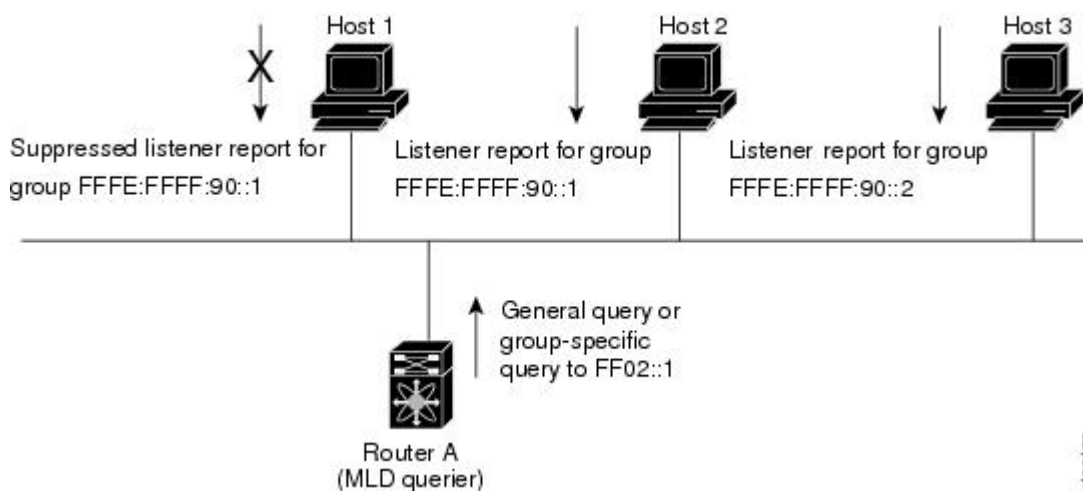 Host 1
Host 2
Host 3
X
Suppressed listener report for
group FFFE:FFFF:90::1
Listener report for group
FFFE:FFFF:90::1
Listener report for group
FFFE:FFFF:90::2
General query or
group-specific
query to FF02::1
Router A
(MLD querier)